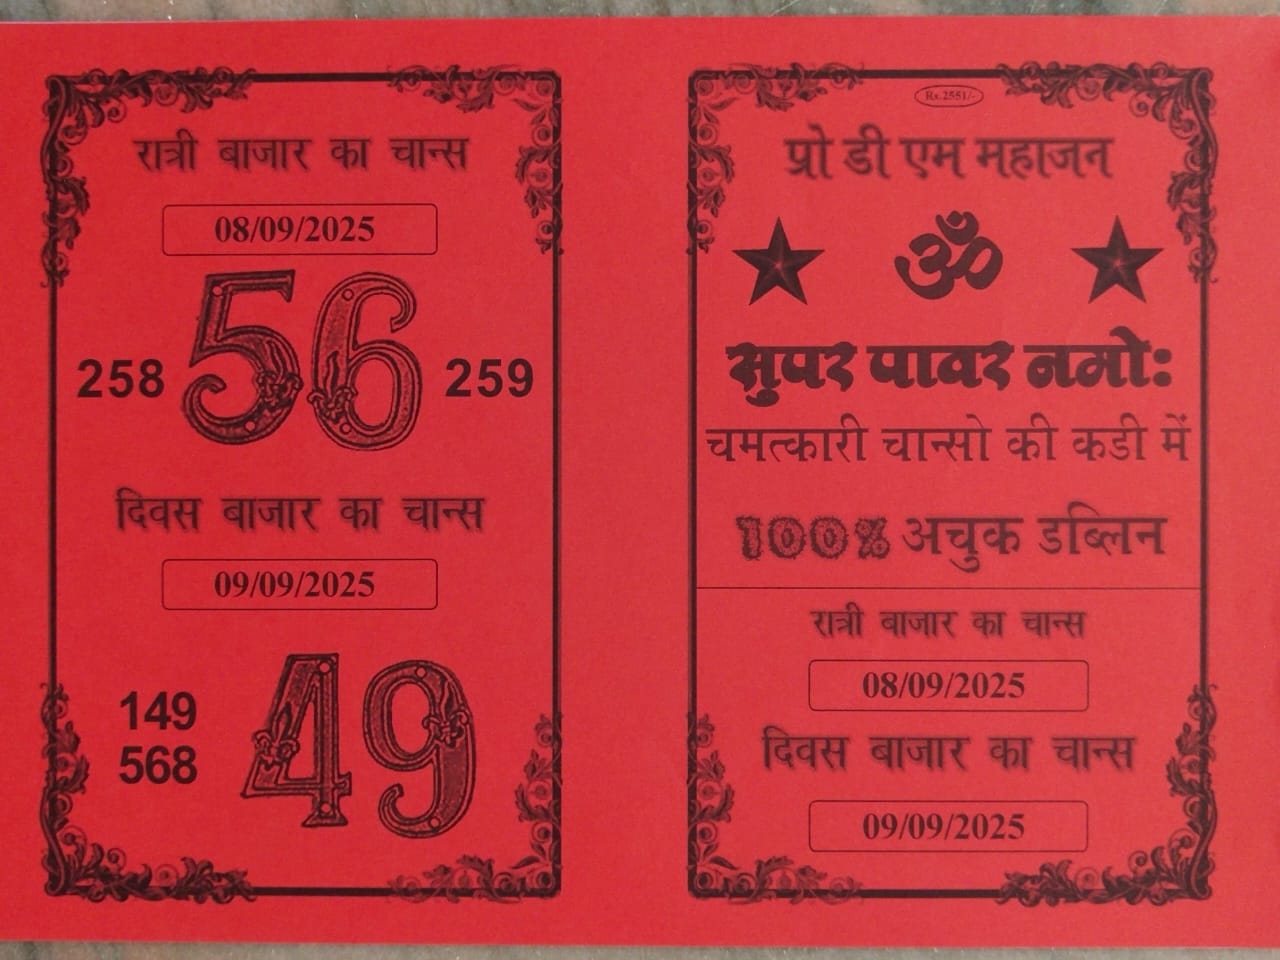 रात्री बाजार का चान्स
08/09/2025
258 56 259
दिवस बाजार का चान्स
09/09/2025
149
568
49
Rs.2551/-
प्रो डी एम महाजन
ॐ
सुपर पावर नमो:
चमत्कारी चान्सो की कडी में
100% अचुक डब्लिन
रात्री बाजार का चान्स
08/09/2025
दिवस बाजार का चान्स
09/09/2025